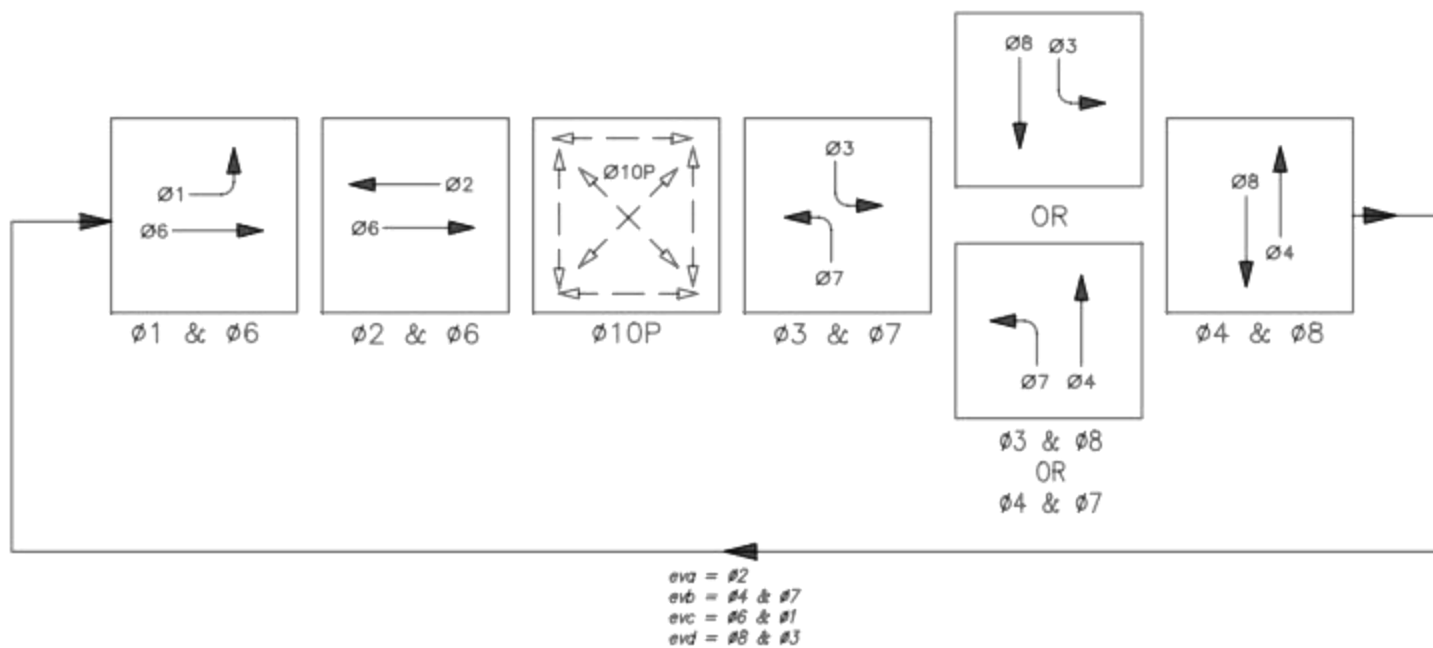 Ø1
Ø6
Ø1 & Ø6
Ø2
Ø6
Ø2 & Ø6
Ø10P
Ø10P
Ø3
Ø7
Ø3 & Ø7
Ø8 Ø3
OR
Ø7 Ø4
Ø3 & Ø8
OR
Ø4 & Ø7
Ø8
Ø4
Ø4 & Ø8
eva = Ø2
evb = Ø4 & Ø7
evc = Ø6 & Ø1
evd = Ø8 & Ø3